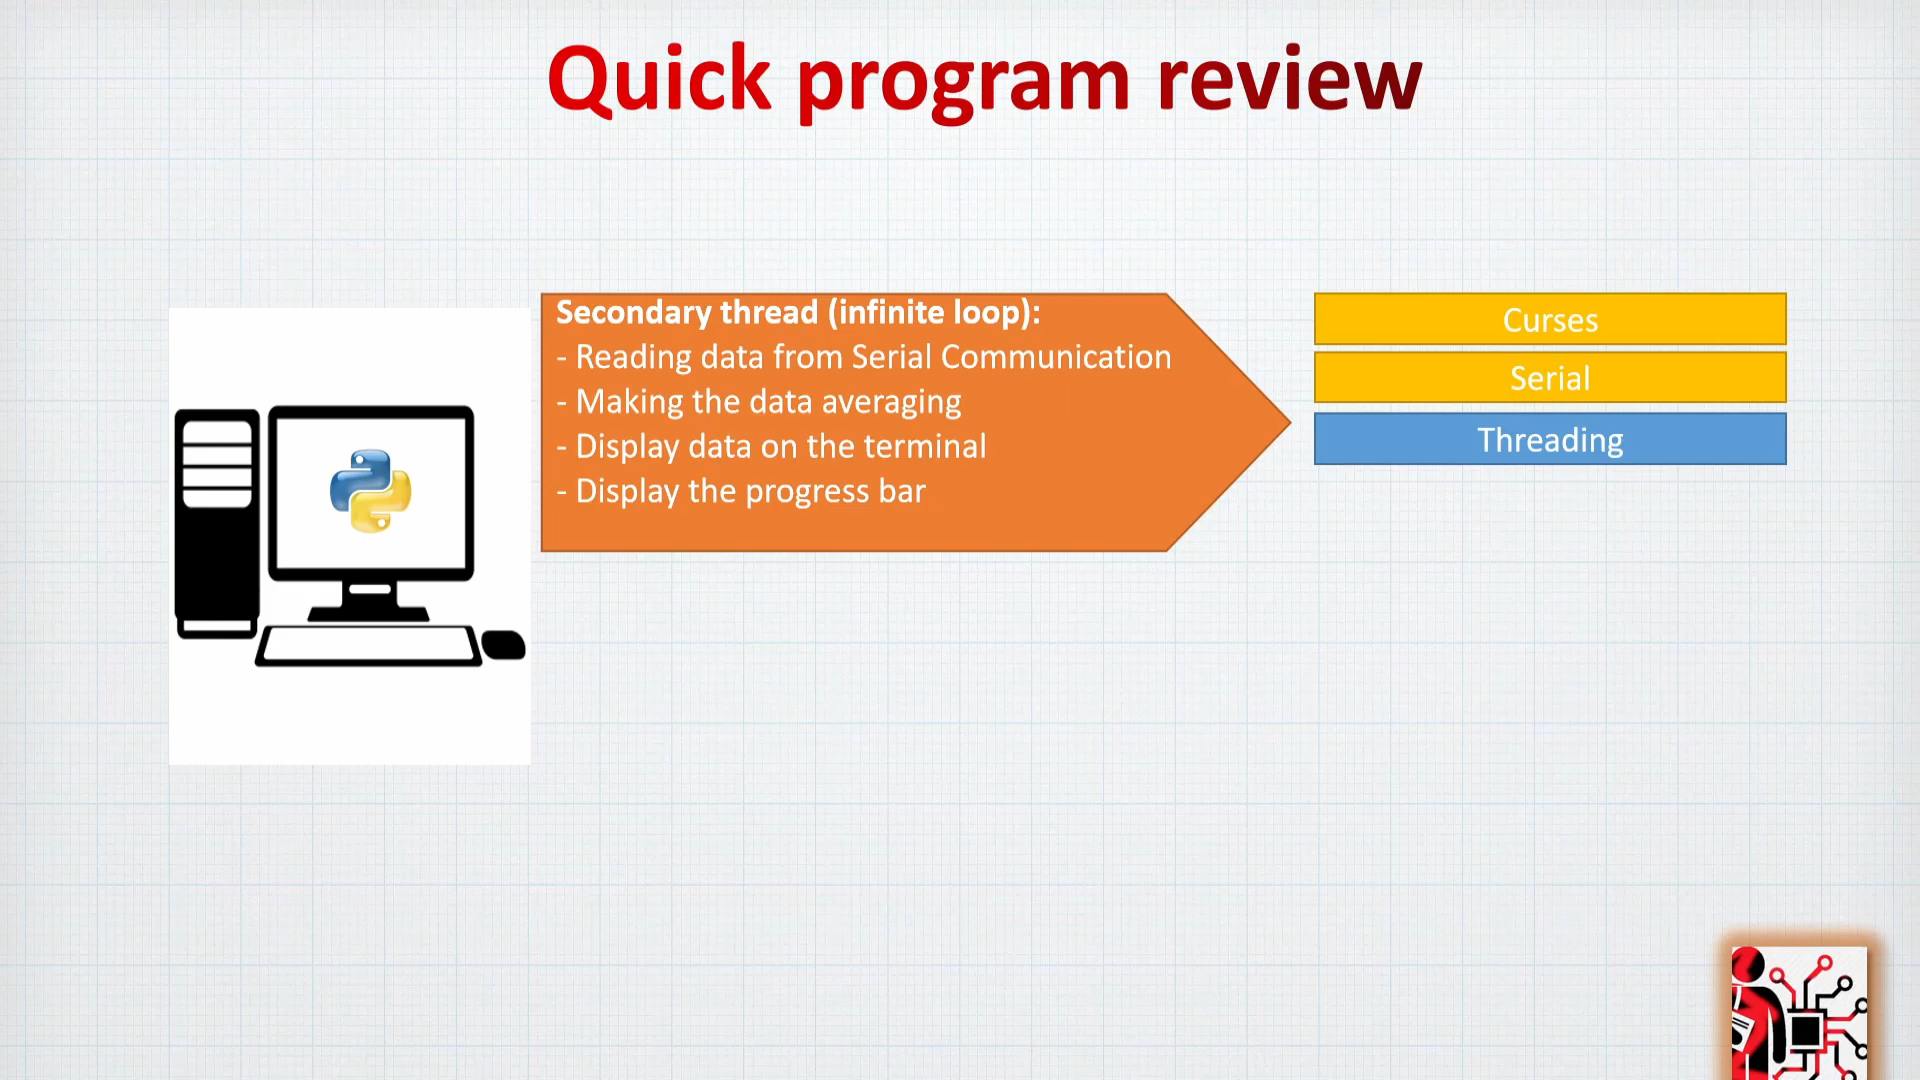 Quick program review
Secondary thread (infinite loop):
- Reading data from Serial Communication
- Making the data averaging
- Display data on the terminal
- Display the progress bar
Curses
Serial
Threading